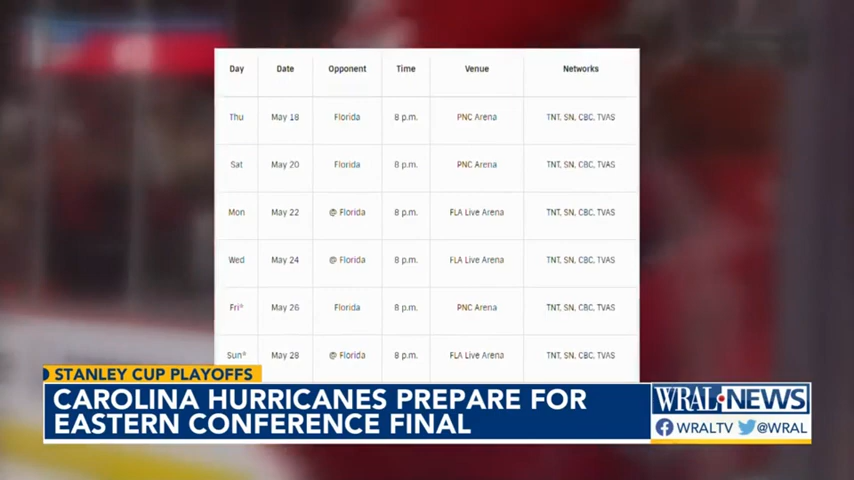 Day Date Opponent Time Venue Networks
Thu May 18 Florida 8 p.m. PNC Arena TNT, SN, CBC, TVAS
Sat May 20 Florida 8 p.m. PNC Arena TNT, SN, CBC, TVAS
Mon May 22 @ Florida 8 p.m. FLA Live Arena TNT, SN, CBC, TVAS
Wed May 24 @ Florida 8 p.m. FLA Live Arena TNT, SN, CBC, TVAS
Fri* May 26 Florida 8 p.m. PNC Arena TNT, SN, CBC, TVAS
Sun* May 28 @ Florida 8 p.m. FLA Live Arena TNT, SN, CBC, TVAS
STANLEY CUP PLAYOFFS
CAROLINA HURRICANES PREPARE FOR
EASTERN CONFERENCE FINAL
WRAL NEWS
WRALTV @WRAL